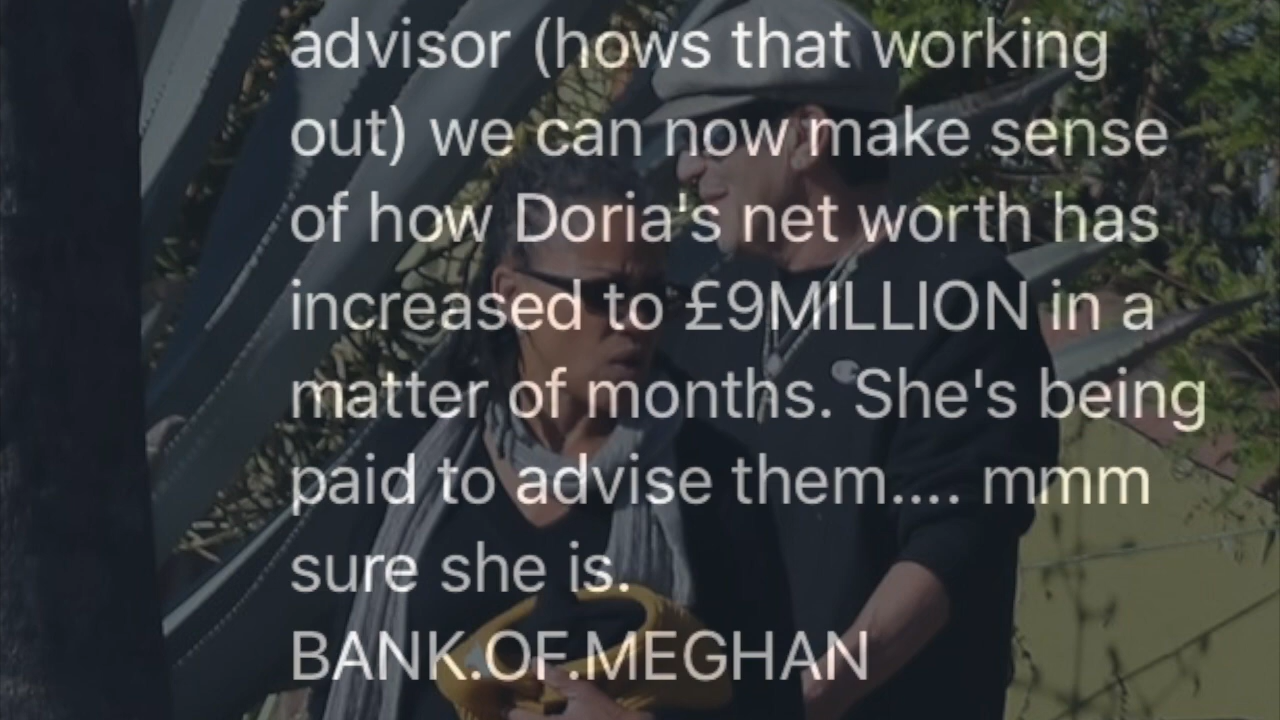 advisor (hows that working
out) we can now make sense
of how Doria's net worth has
increased to £9MILLION in a
matter of months. She's being
paid to advise them.... mmm
sure she is.
BANK.OF.MEGHAN